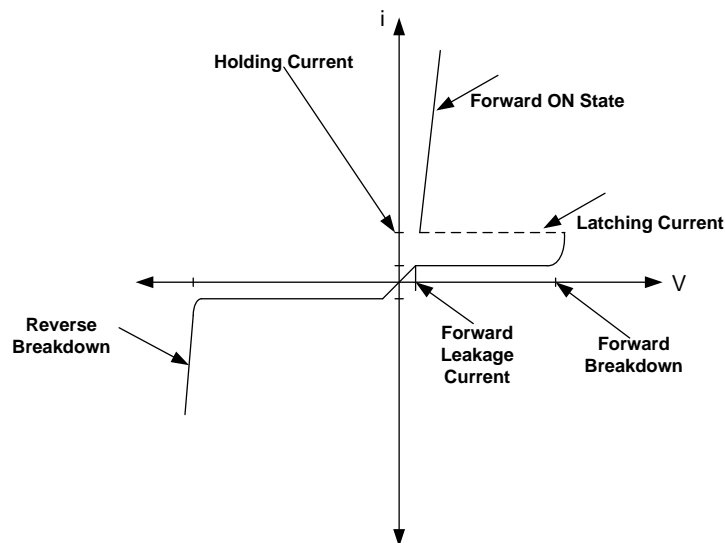 i
Holding Current
Forward ON State
Latching Current
V
Reverse
Breakdown
Forward
Leakage
Current
Forward
Breakdown